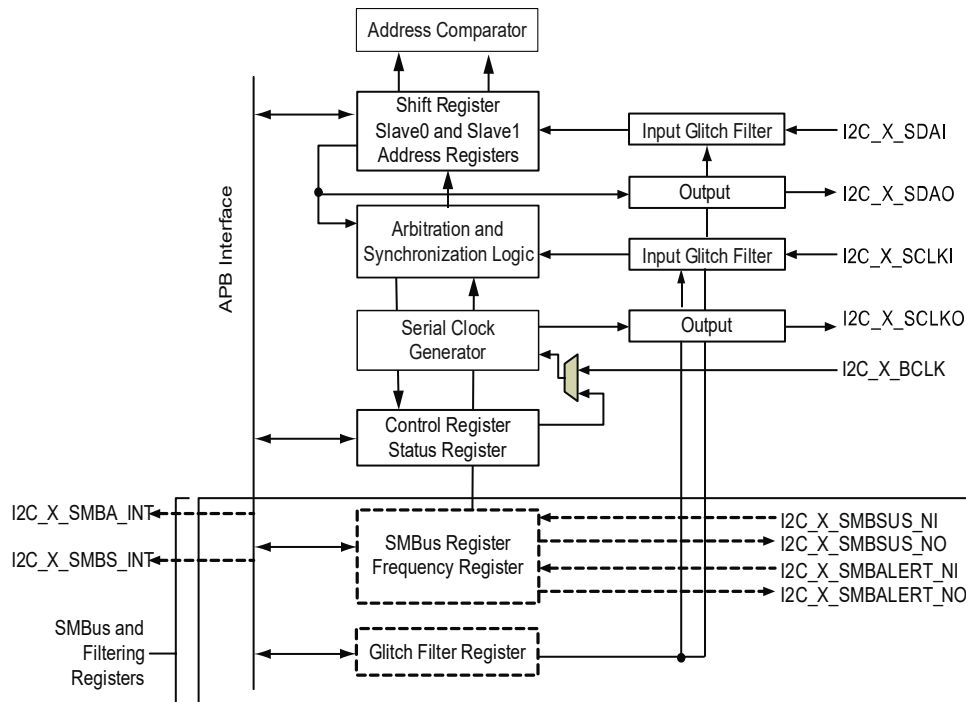 Address Comparator
Shift Register
Slave0 and Slave1
Address Registers
Input Glitch Filter
I2C_X_SDAI
Output
I2C_X_SDAO
APB Interface
Arbitration and
Synchronization Logic
Input Glitch Filter
I2C_X_SCLKI
Serial Clock
Generator
Output
I2C_X_SCLKO
I2C_X_BCLK
Control Register
Status Register
I2C_X_SMBA_INT
I2C_X_SMBS_INT
SMBus Register
Frequency Register
I2C_X_SMBSUS_NI
I2C_X_SMBSUS_NO
I2C_X_SMBALERT_NI
I2C_X_SMBALERT_NO
SMBus and
Filtering
Registers
Glitch Filter Register